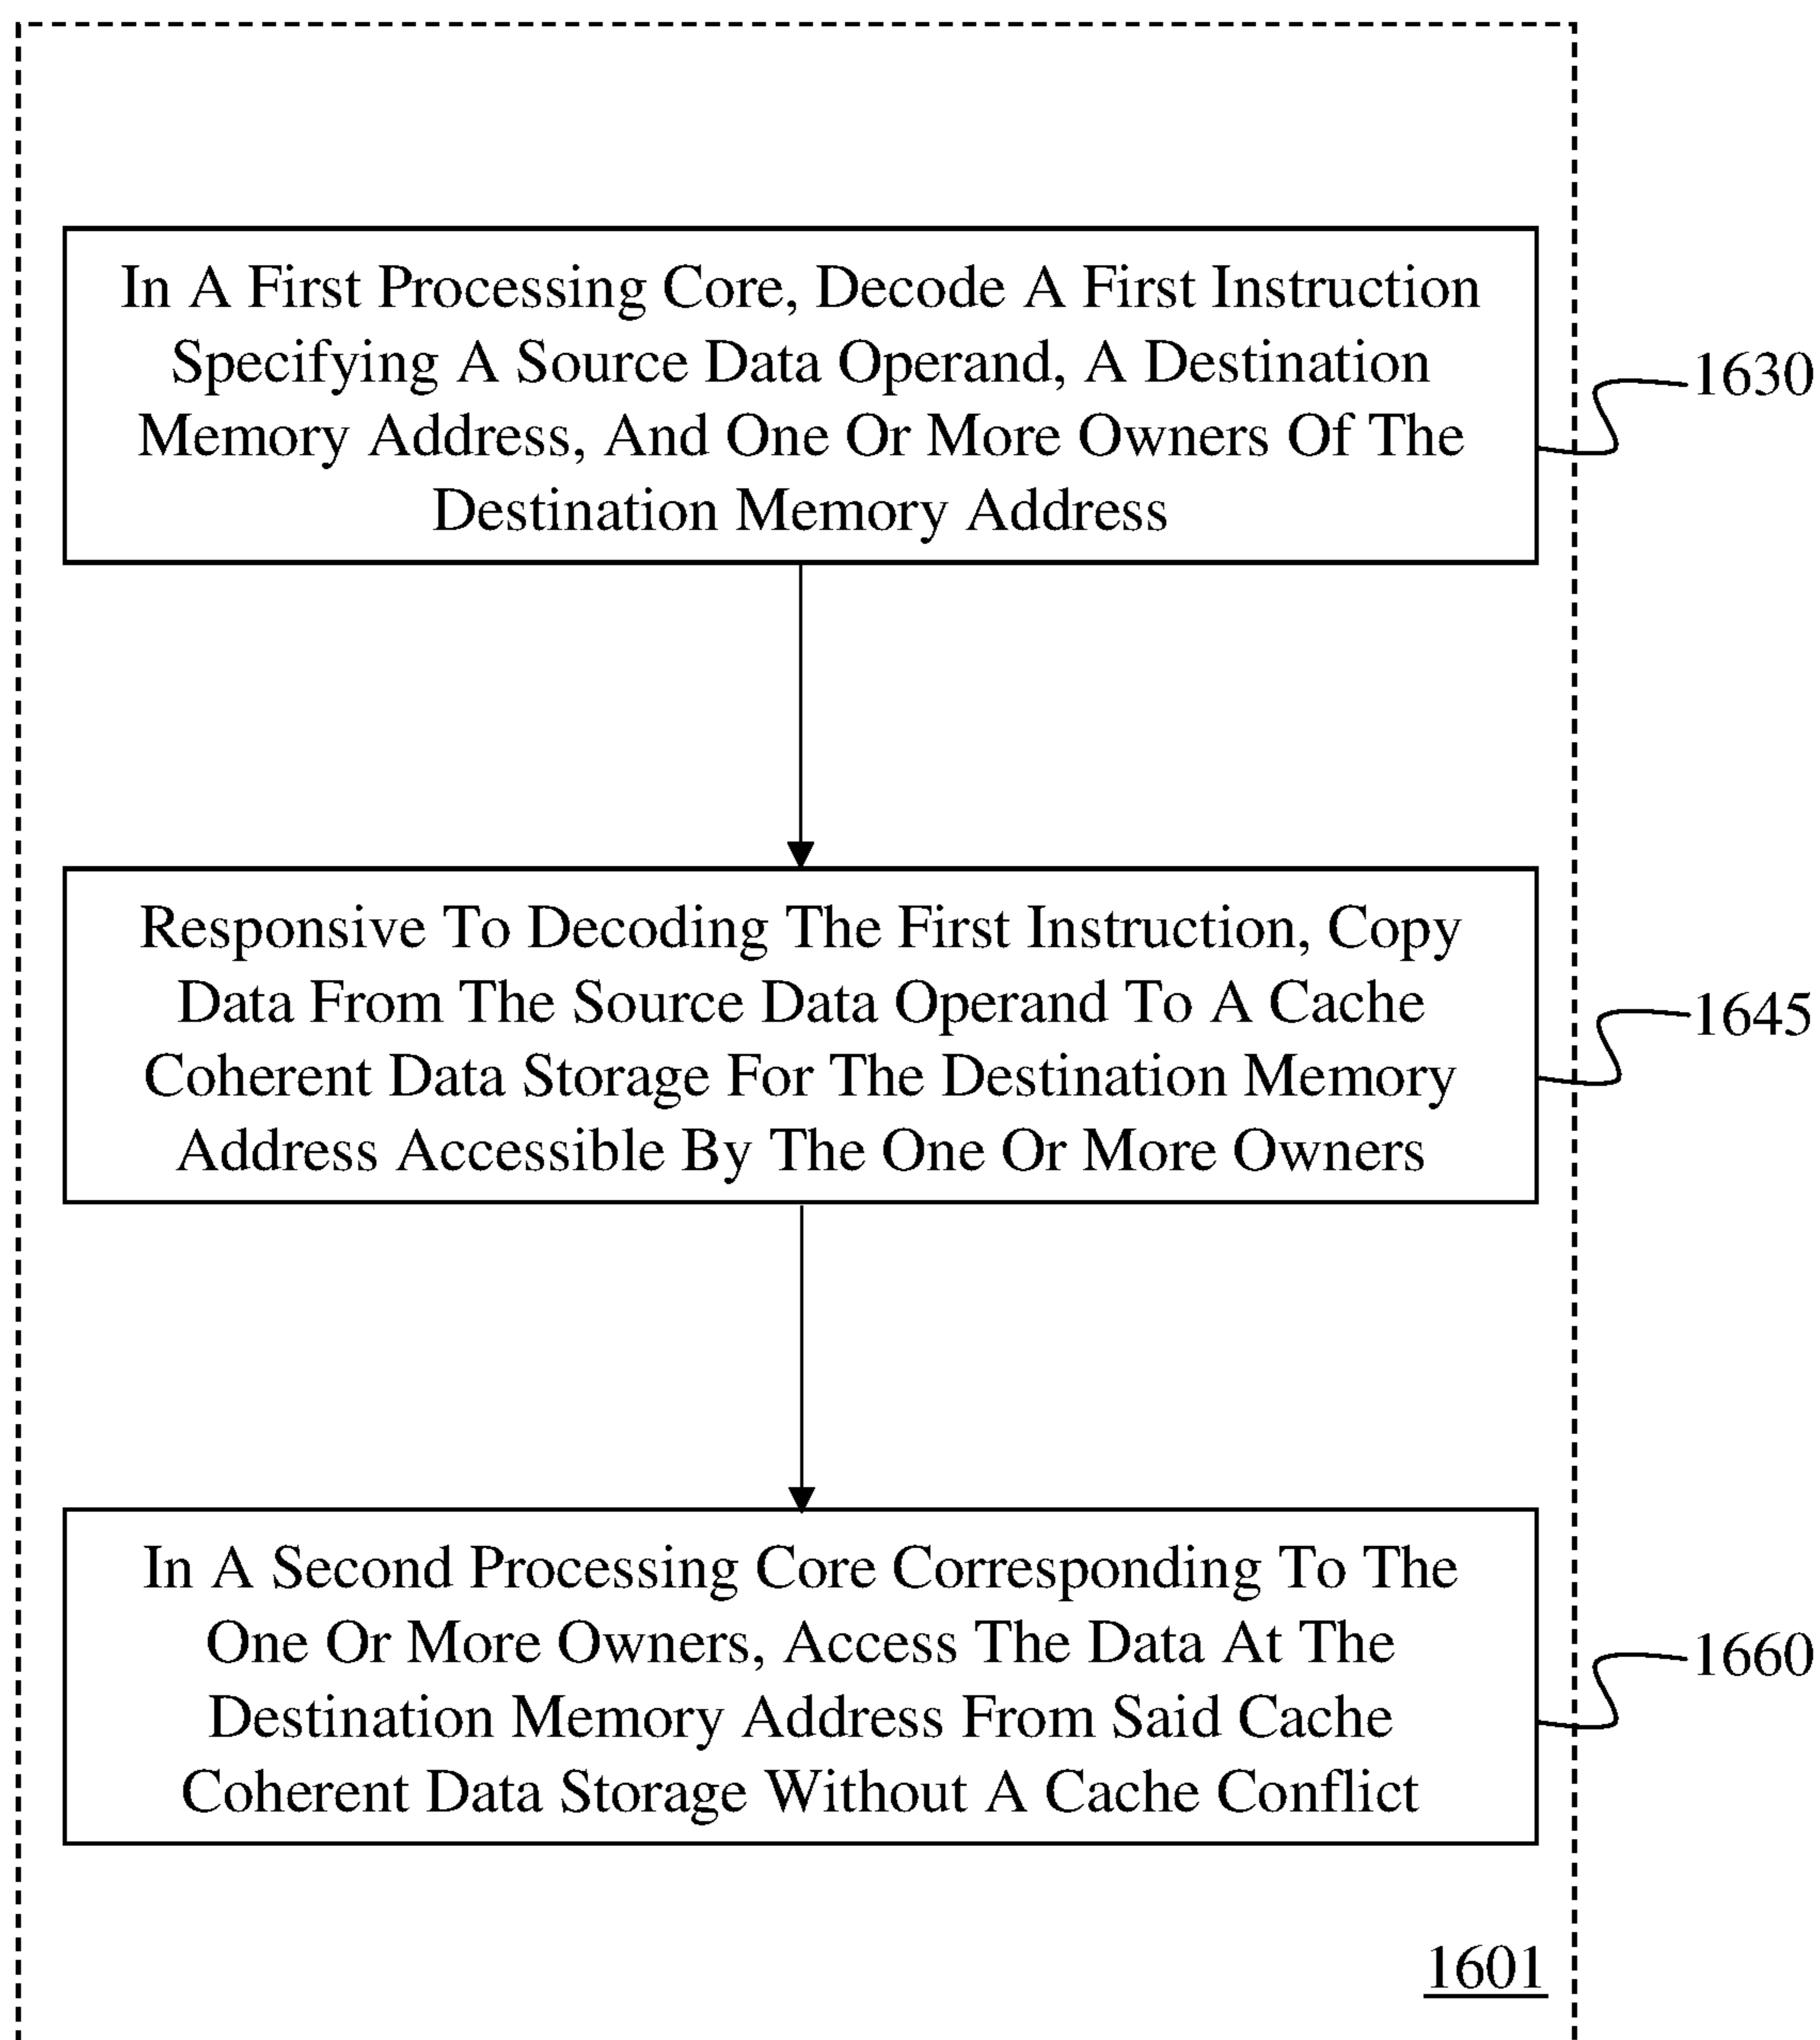 In A First Processing Core, Decode A First Instruction
Specifying A Source Data Operand, A Destination
Memory Address, And One Or More Owners Of The
Destination Memory Address
1630
Responsive To Decoding The First Instruction, Copy
Data From The Source Data Operand To A Cache
Coherent Data Storage For The Destination Memory
Address Accessible By The One Or More Owners
1645
In A Second Processing Core Corresponding To The
One Or More Owners, Access The Data At The
Destination Memory Address From Said Cache
Coherent Data Storage Without A Cache Conflict
1660
1601